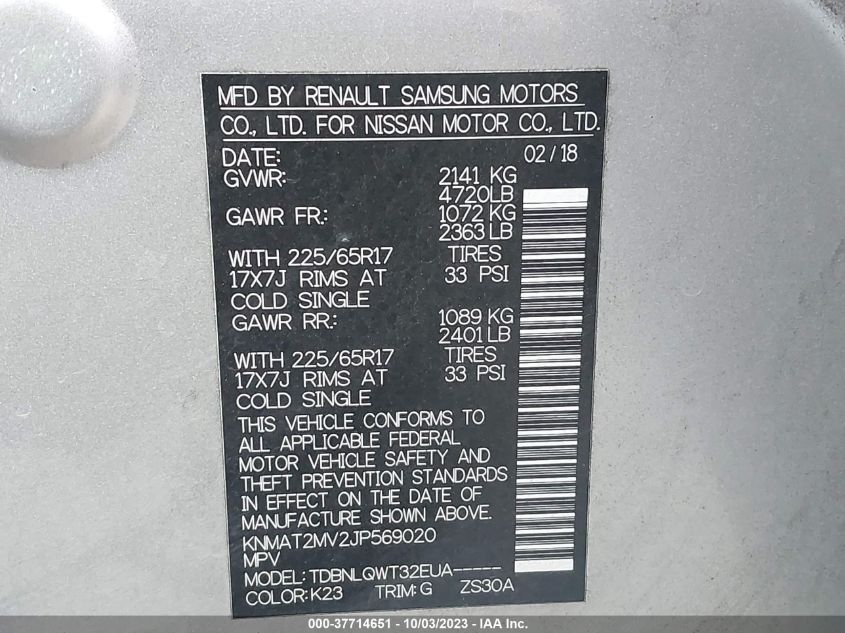 MFD BY RENAULT SAMSUNG MOTORS
CO., LTD. FOR NISSAN MOTOR CO., LTD.
DATE: 02 / 18
GVWR: 2141 KG
4720LB
GAWR FR.: 1072 KG
2363 LB
WITH 225/65R17 TIRES
17X7J RIMS AT 33 PSI
COLD SINGLE
GAWR RR.: 1089 KG
2401 LB
WITH 225/65R17 TIRES
17X7J RIMS AT 33 PSI
COLD SINGLE
THIS VEHICLE CONFORMS TO
ALL APPLICABLE FEDERAL
MOTOR VEHICLE SAFETY AND
THEFT PREVENTION STANDARDS
IN EFFECT ON THE DATE OF
MANUFACTURE SHOWN ABOVE.
KNMAT2MV2JP569020
MPV
MODEL: TDBNLQWT32EUA-----
COLOR: K23 TRIM: G ZS30A
000-37714651 - 10/03/2023 - IAA Inc.